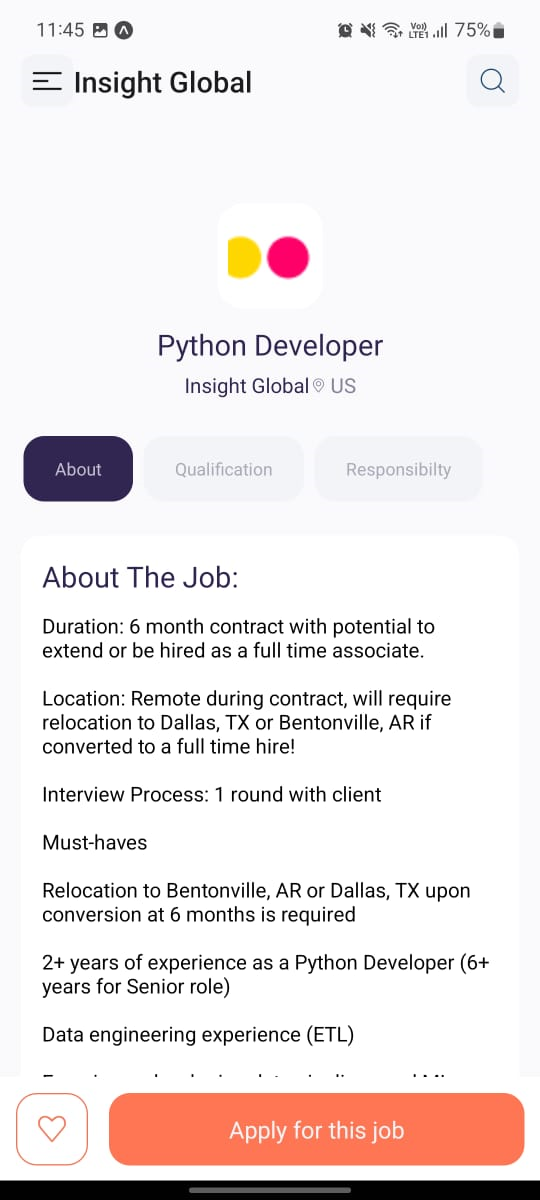 11:45
Vo))
LTE1
75%
Insight Global
Python Developer
Insight Global US
About
Qualification
Responsibilty
About The Job:
Duration: 6 month contract with potential to
extend or be hired as a full time associate.
Location: Remote during contract, will require
relocation to Dallas, TX or Bentonville, AR if
converted to a full time hire!
Interview Process: 1 round with client
Must-haves
Relocation to Bentonville, AR or Dallas, TX upon
conversion at 6 months is required
2+ years of experience as a Python Developer (6+
years for Senior role)
Data engineering experience (ETL)
Apply for this job